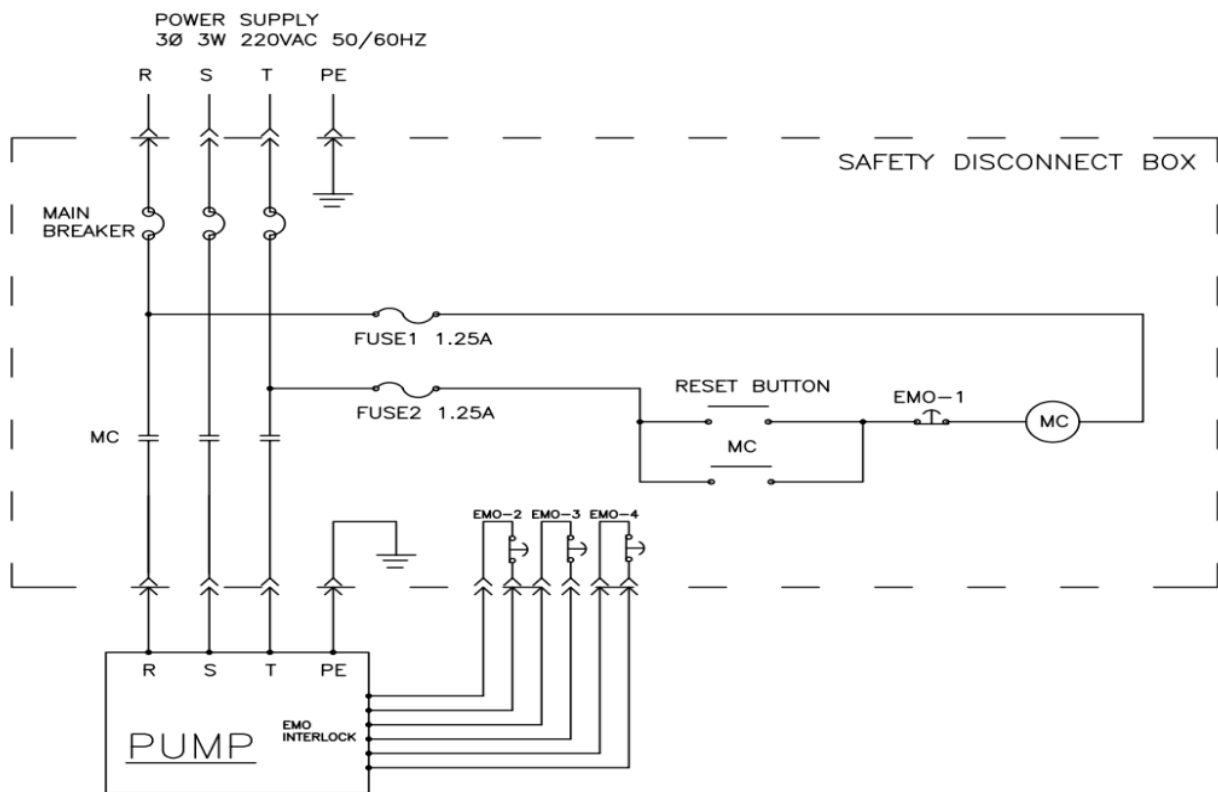 POWER SUPPLY
3Ø 3W 220VAC 50/60HZ
R S T PE
SAFETY DISCONNECT BOX
MAIN
BREAKER
FUSE1 1.25A
RESET BUTTON
FUSE2 1.25A
EMO-1
MC
MC
MC
EMO-2 EMO-3 EMO-4
R S T PE
EMO
INTERLOCK
PUMP